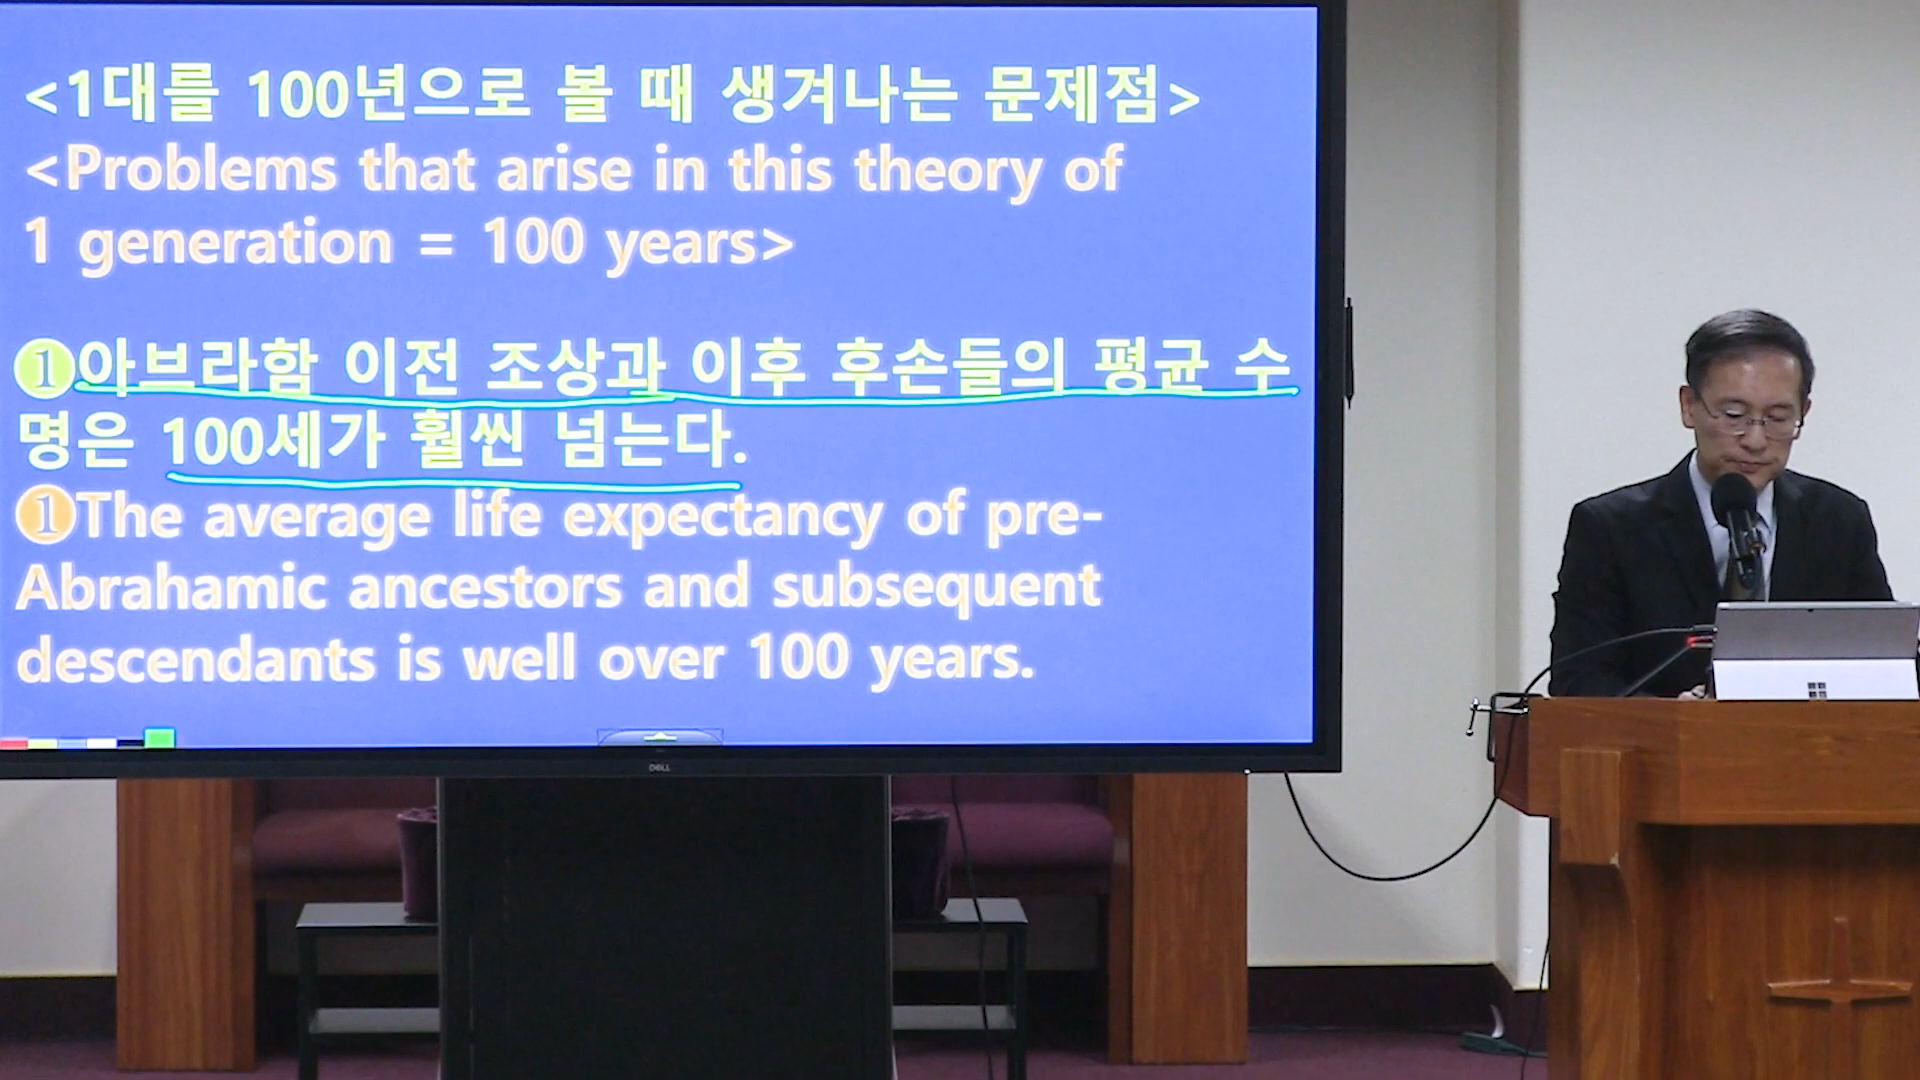 <1대를 100년으로 볼 때 생겨나는 문제점>
<Problems that arise in this theory of
1 generation = 100 years>
❶아브라함 이전 조상과 이후 후손들의 평균 수
명은 100세가 훨씬 넘는다.
❶The average life expectancy of pre-
Abrahamic ancestors and subsequent
descendants is well over 100 years.
DELL